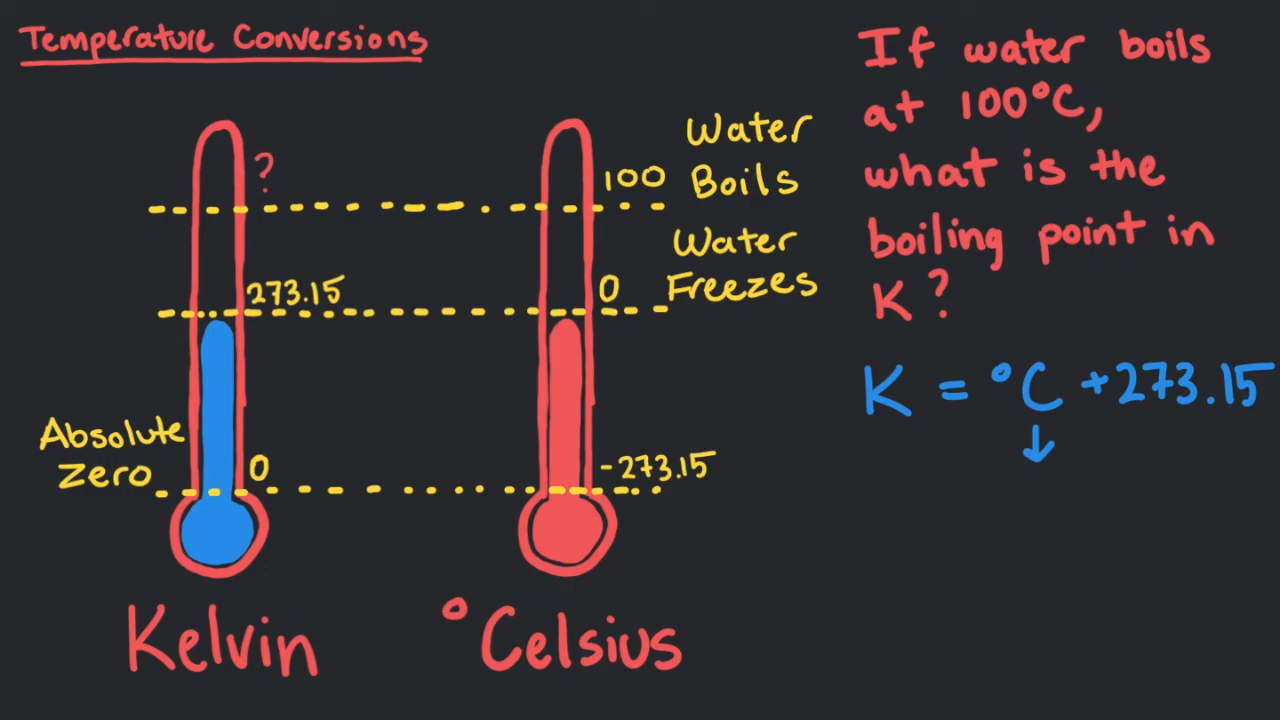 Temperature Conversions
?
100
Water
Boils
273.15
0
Water
Freezes
Absolute
Zero
0
-273.15
Kelvin
°Celsius
If water boils
at 100°C,
what is the
boiling point in
K?
K = °C +273.15
↓